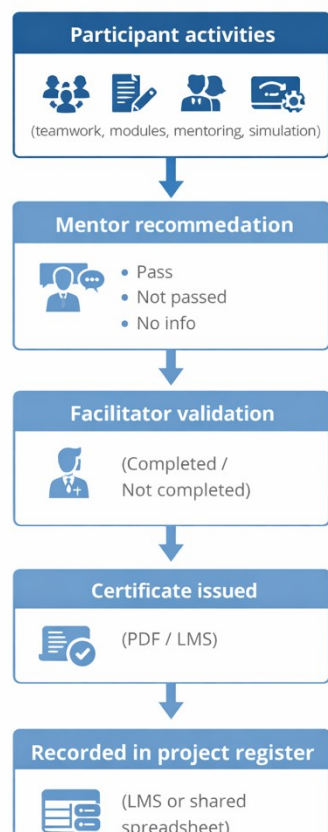 Participant activities
(teamwork, modules, mentoring, simulation)
Mentor recommedation
• Pass
• Not passed
• No info
Facilitator validation
(Completed /
Not completed)
Certificate issued
(PDF / LMS)
Recorded in project register
(LMS or shared
spreadsheet)